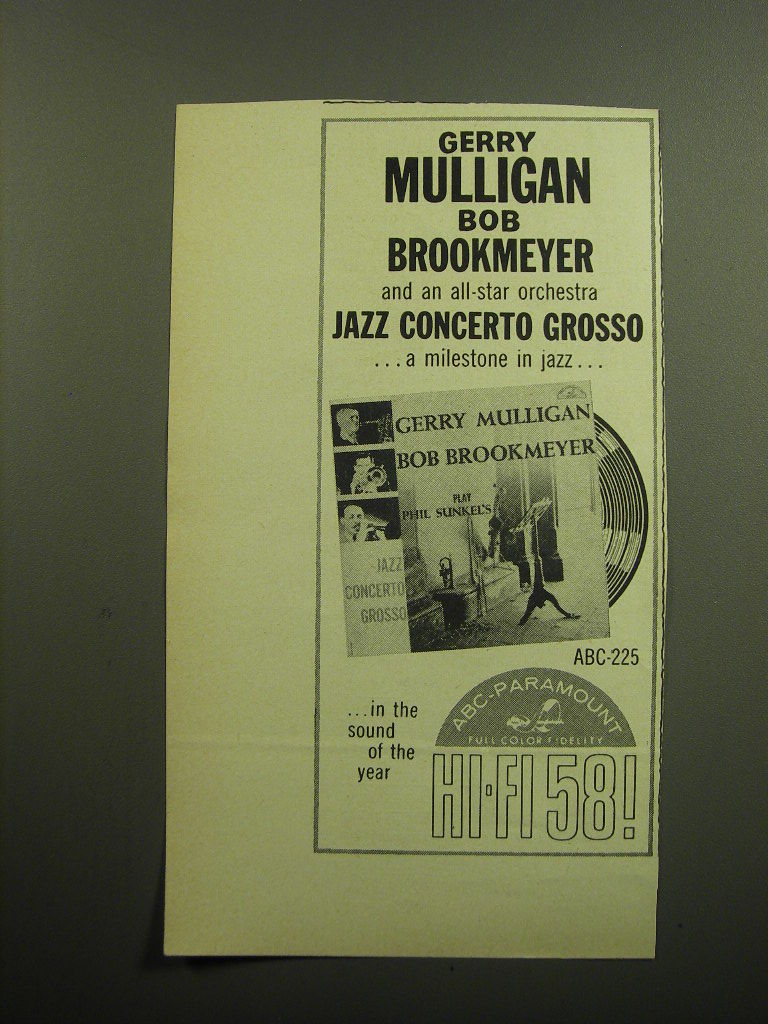 GERRY
MULLIGAN
BOB
BROOKMEYER
and an all-star orchestra
JAZZ CONCERTO GROSSO
...a milestone in jazz...
GERRY MULLIGAN
BOB BROOKMEYER
PLAY
PHIL SUNKEL'S
JAZZ
CONCERTO
GROSSO
ABC-225
...in the
sound
of the
year
ABC-PARAMOUNT
FULL COLOR FIDELITY
HI-FI 58!